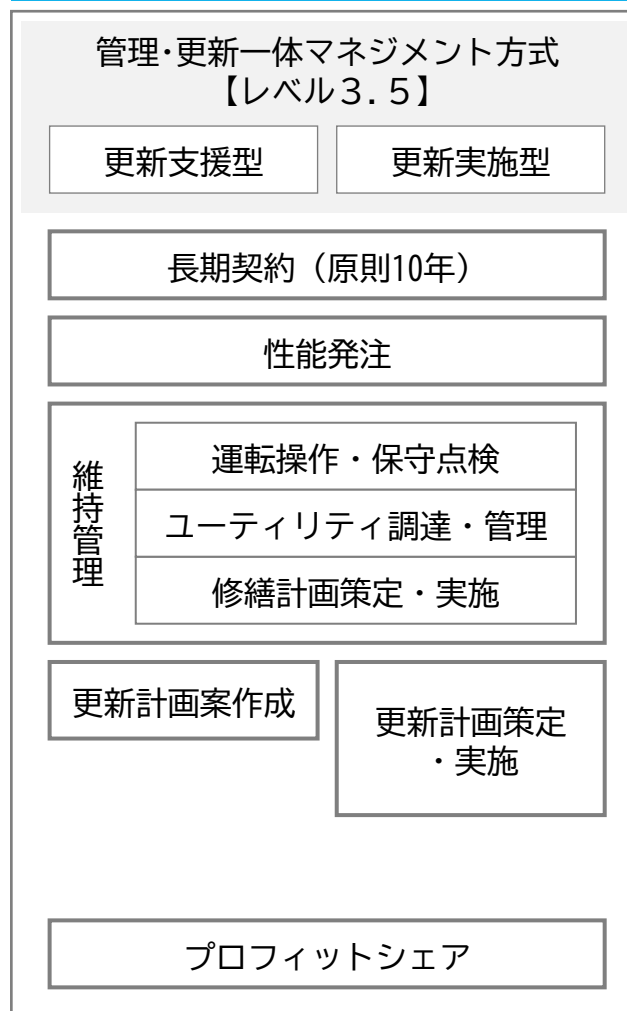 管理･更新一体マネジメント方式
【レベル３.５】
更新支援型
更新実施型
長期契約（原則10年）
性能発注
維持管理
運転操作・保守点検
ユーティリティ調達・管理
修繕計画策定・実施
更新計画案作成
更新計画策定
・実施
プロフィットシェア